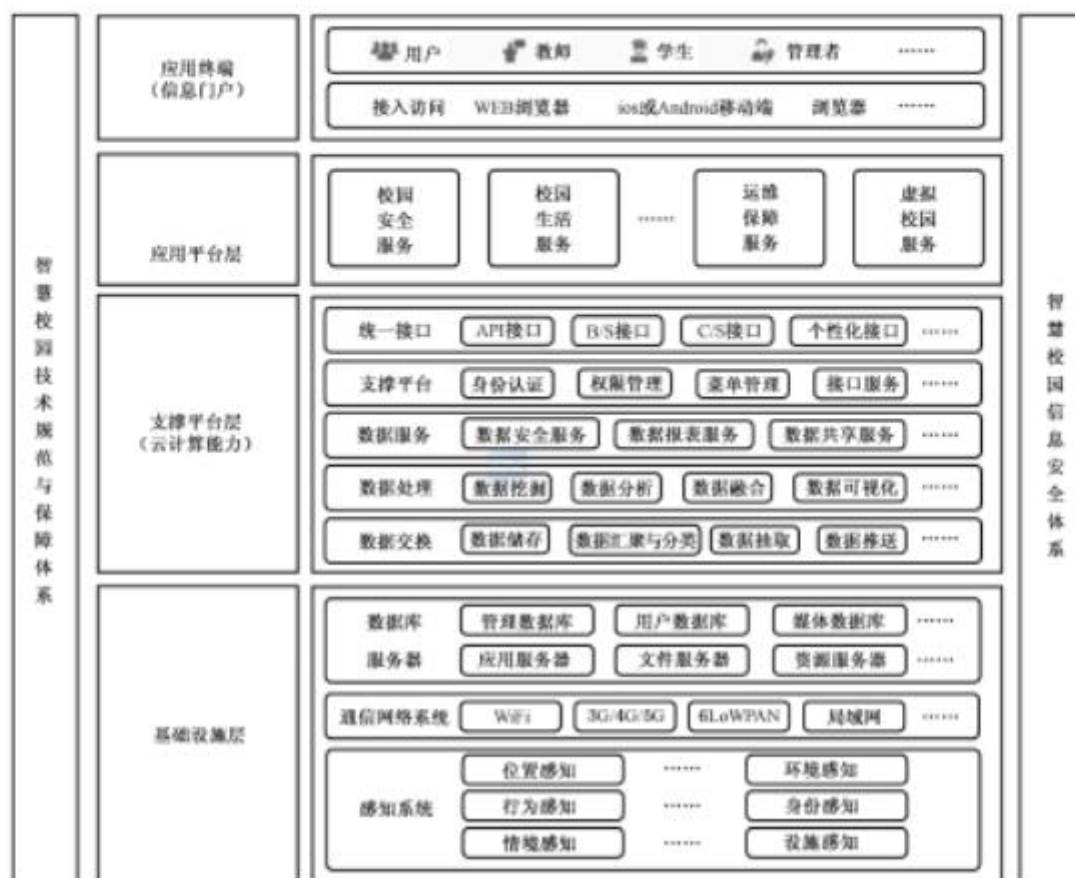 智慧校园技术规范与保障体系
应用终端
（信息门户）
用户 教师 学生 管理者 ……
接入访问 WEB浏览器 ios或Android移动端 浏览器 ……
应用平台层
校园
安全
服务
校园
生活
服务
……
运维
保障
服务
虚拟
校园
服务
支撑平台层
（云计算能力）
统一接口 API接口 B/S接口 C/S接口 个性化接口 ……
支撑平台 身份认证 权限管理 菜单管理 接口服务 ……
数据服务 数据安全服务 数据报表服务 数据共享服务 ……
数据处理 数据挖掘 数据分析 数据融合 数据可视化 ……
数据交换 数据储存 数据汇聚与分类 数据抽取 数据推送 ……
基础设施层
数据库 管理数据库 用户数据库 媒体数据库 ……
服务器 应用服务器 文件服务器 资源服务器 ……
通信网络系统 WiFi 3G/4G/5G 6LoWPAN 局域网 ……
感知系统
位置感知 …… 环境感知
行为感知 …… 身份感知
情境感知 …… 设施感知
智慧校园信息安全体系